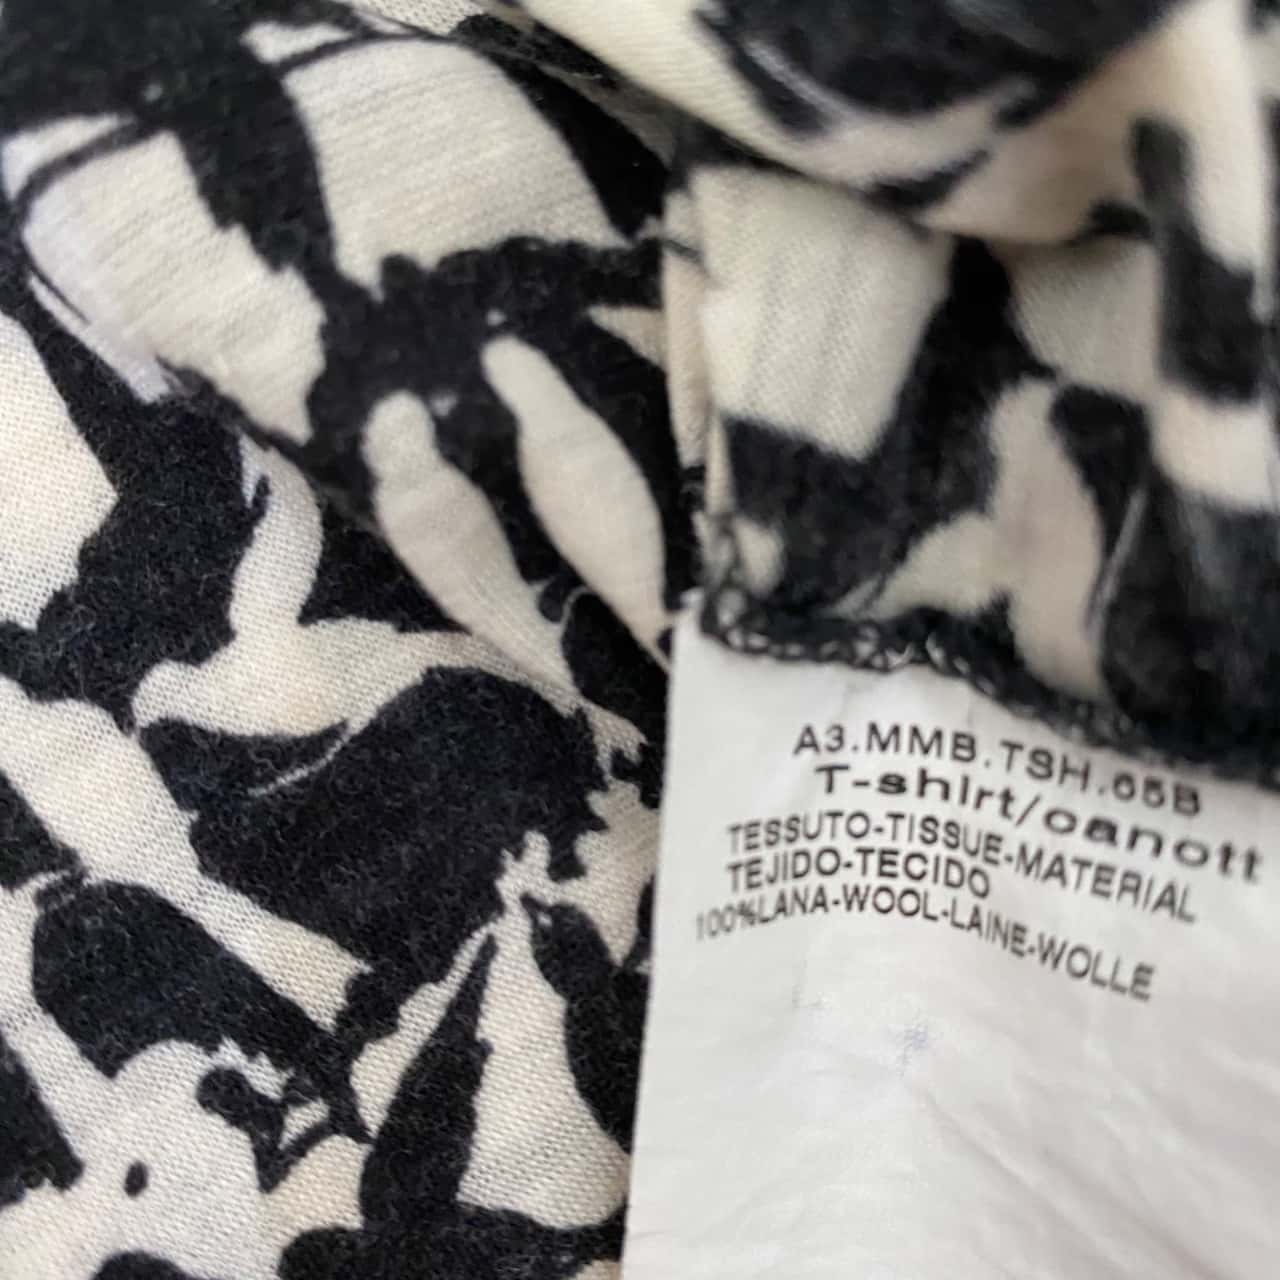 A3.MMB.TSH.65B
T-shirt/canott
TESSUTO-TISSUE-MATERIAL
TEJIDO-TECIDO
100%LANA-WOOL-LAINE-WOLLE